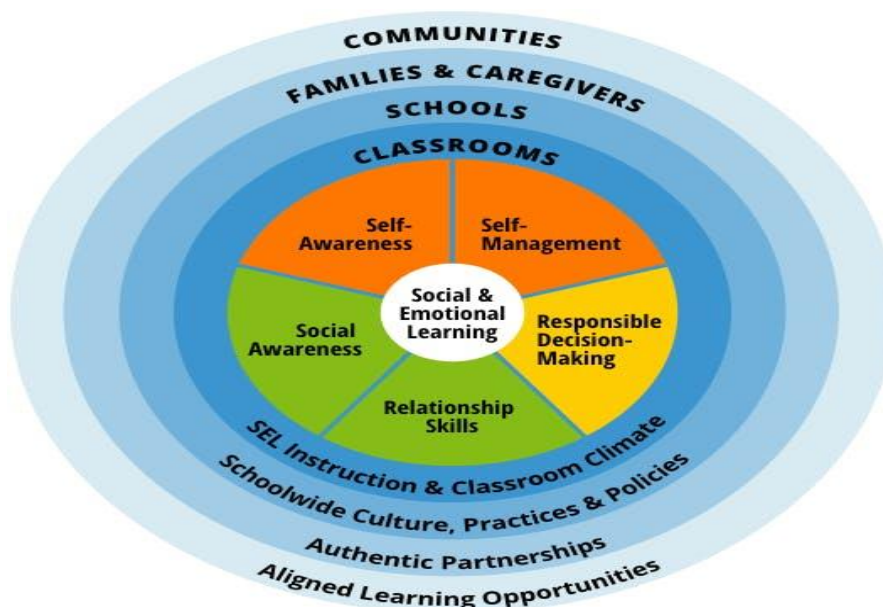 COMMUNITIES
FAMILIES & CAREGIVERS
SCHOOLS
CLASSROOMS
Self-
Awareness
Self-
Management
Social &
Emotional
Learning
Social
Awareness
Responsible
Decision-
Making
Relationship
Skills
SEL Instruction & Classroom Climate
Schoolwide Culture, Practices & Policies
Authentic Partnerships
Aligned Learning Opportunities